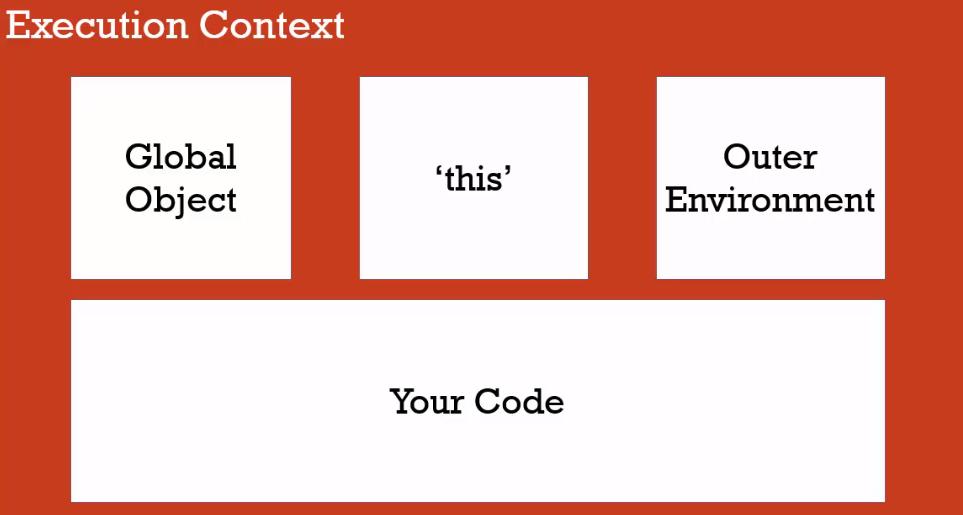 Execution Context
Global
Object
‘this’
Outer
Environment
Your Code